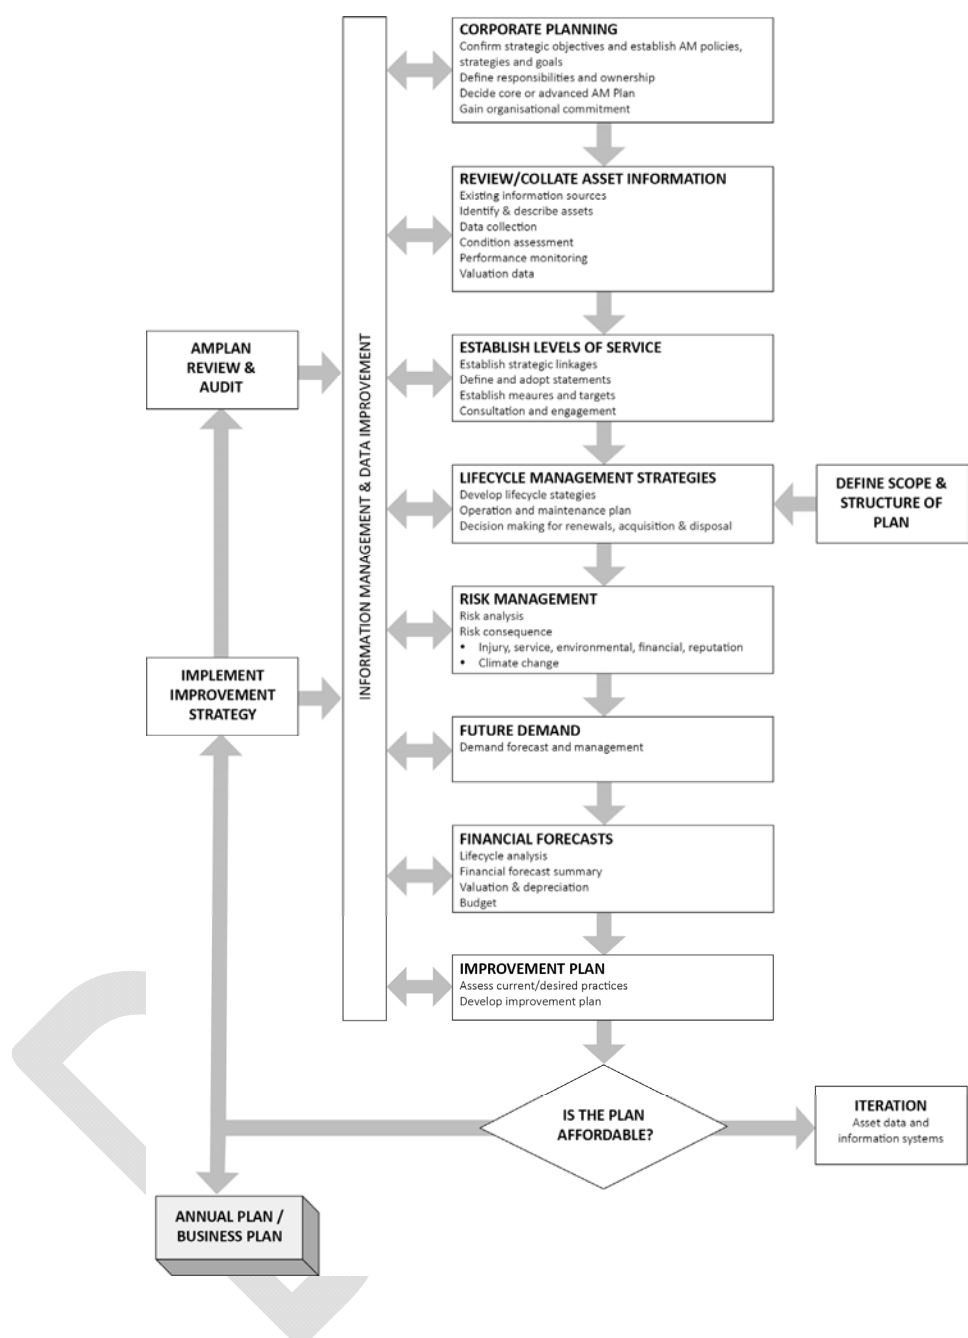 CORPORATE PLANNING
Confirm strategic objectives and establish AM policies,
strategies and goals
Define responsibilities and ownership
Decide core or advanced AM Plan
Gain organisational commitment
REVIEW/COLLATE ASSET INFORMATION
Existing information sources
Identify & describe assets
Data collection
Condition assessment
Performance monitoring
Valuation data
ESTABLISH LEVELS OF SERVICE
Establish strategic linkages
Define and adopt statements
Establish meaures and targets
Consultation and engagement
LIFECYCLE MANAGEMENT STRATEGIES
Develop lifecycle stategies
Operation and maintenance plan
Decision making for renewals, acquisition & disposal
DEFINE SCOPE &
STRUCTURE OF
PLAN
RISK MANAGEMENT
Risk analysis
Risk consequence
• Injury, service, environmental, financial, reputation
• Climate change
FUTURE DEMAND
Demand forecast and management
FINANCIAL FORECASTS
Lifecycle analysis
Financial forecast summary
Valuation & depreciation
Budget
IMPROVEMENT PLAN
Assess current/desired practices
Develop improvement plan
INFORMATION MANAGEMENT & DATA IMPROVEMENT
AMPLAN
REVIEW &
AUDIT
IMPLEMENT
IMPROVEMENT
STRATEGY
IS THE PLAN
AFFORDABLE?
ITERATION
Asset data and
information systems
ANNUAL PLAN /
BUSINESS PLAN